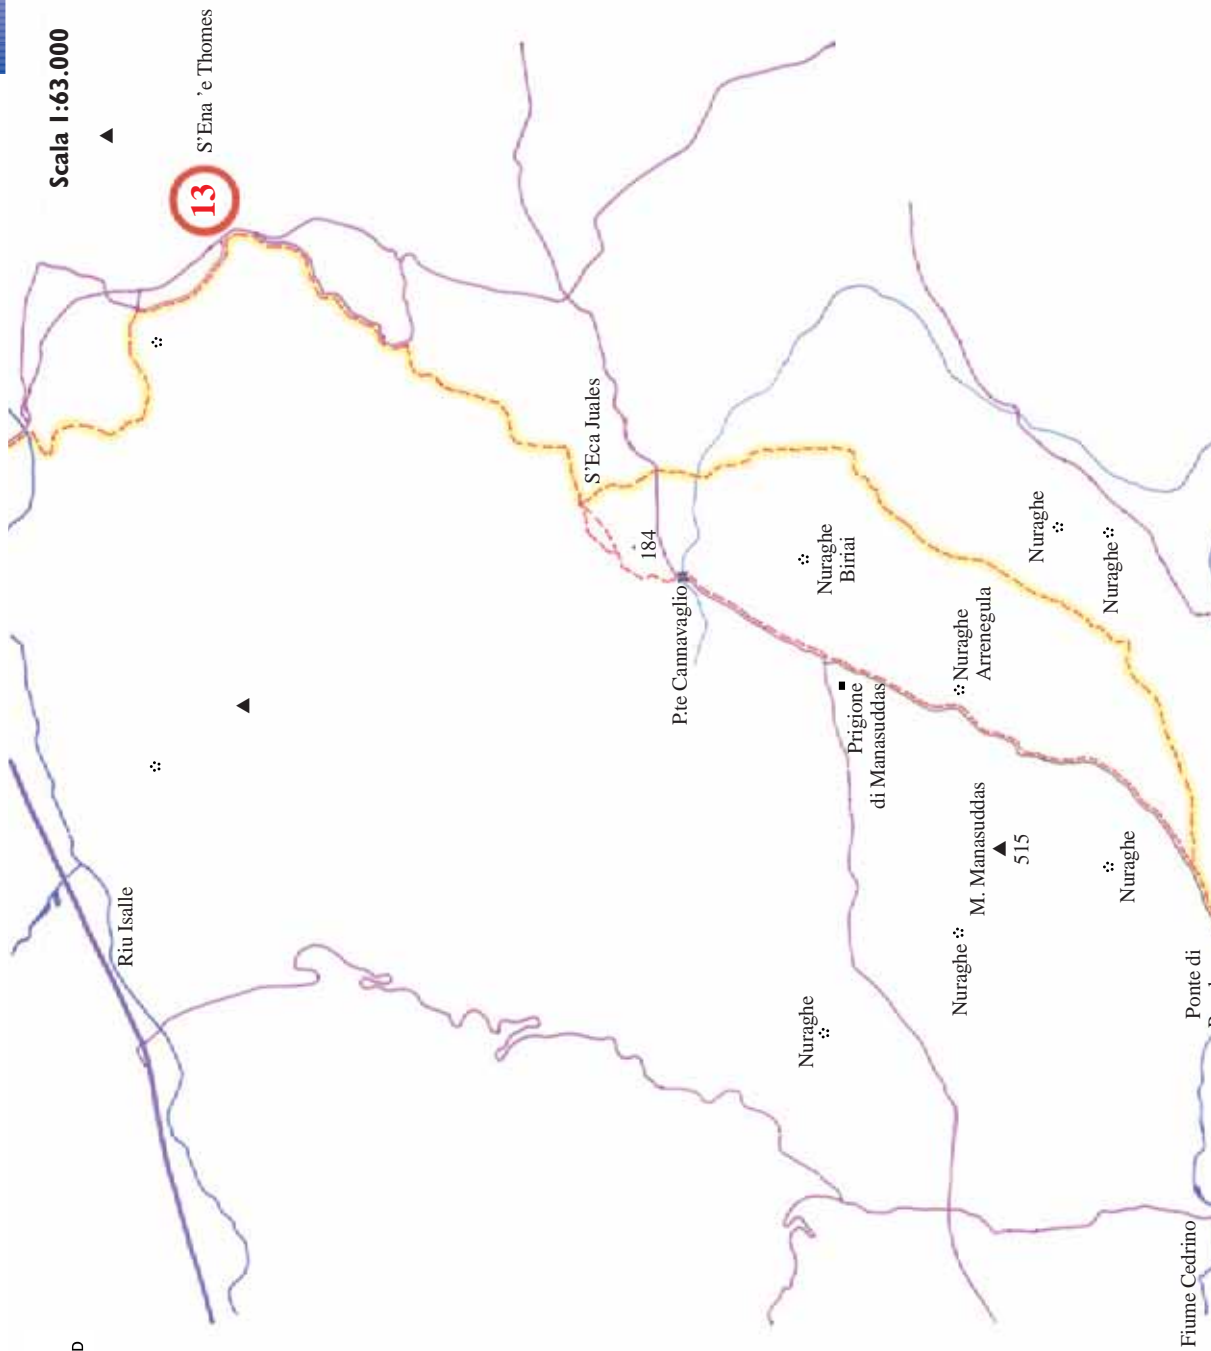 Scala 1:63.000
13
S'Ena 'e Thomes
S'Eca Juales
184
P.te Cannavaglio
Nuraghe
Biriai
Nuraghe
Nuraghe
Nuraghe
Arrenegula
Prigione
di Manasuddas
M. Manasuddas
515
Nuraghe
Nuraghe
Nuraghe
Riu Isalle
Ponte di
Fiume Cedrino
D